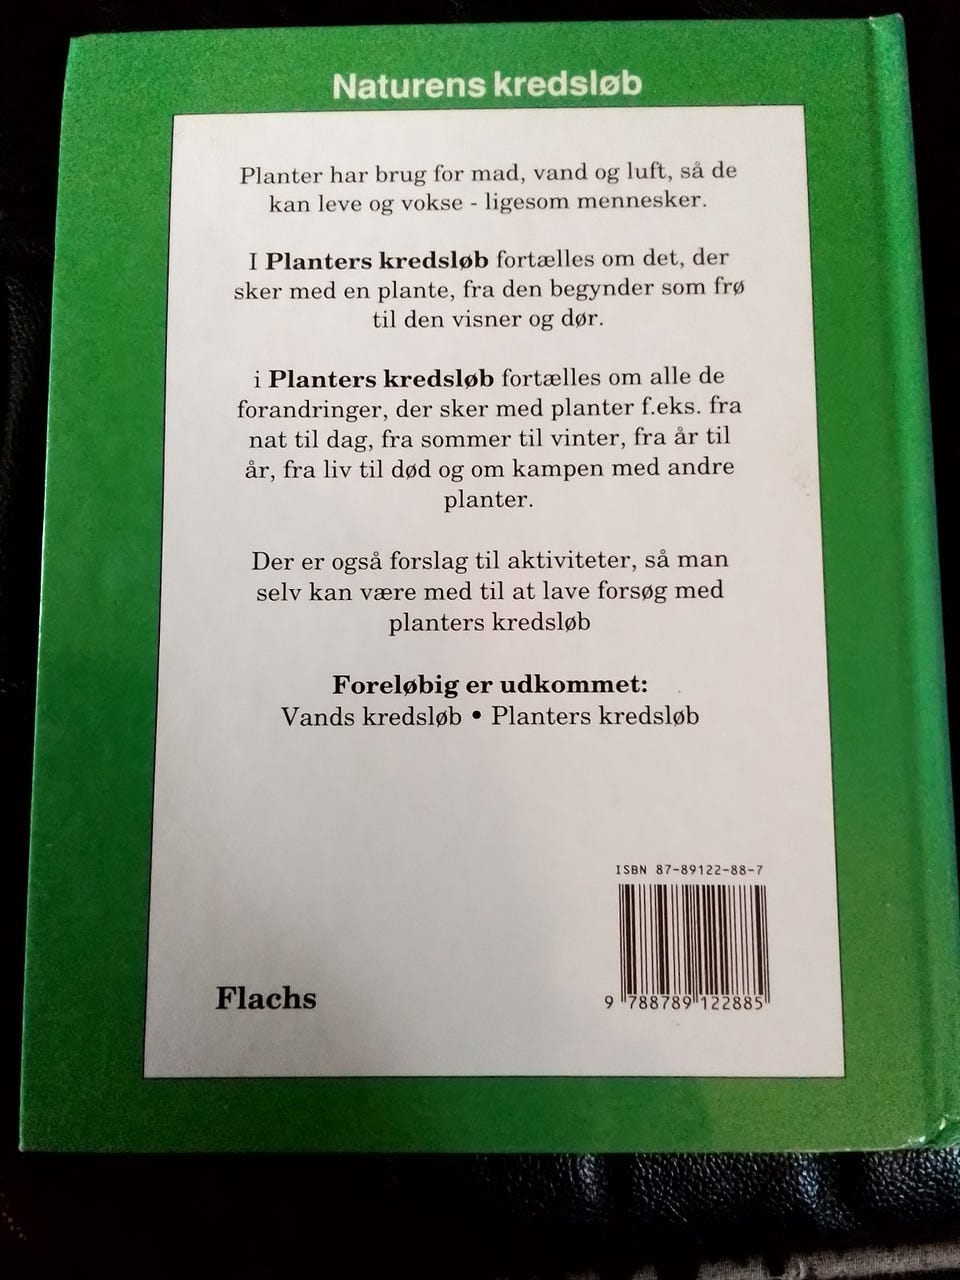 Naturens kredsløb
Planter har brug for mad, vand og luft, så de
kan leve og vokse - ligesom mennesker.
I Planters kredsløb fortælles om det, der
sker med en plante, fra den begynder som frø
til den visner og dør.
i Planters kredsløb fortælles om alle de
forandringer, der sker med planter f.eks. fra
nat til dag, fra sommer til vinter, fra år til
år, fra liv til død og om kampen med andre
planter.
Der er også forslag til aktiviteter, så man
selv kan være med til at lave forsøg med
planters kredsløb
Foreløbig er udkommet:
Vands kredsløb • Planters kredsløb
ISBN 87-89122-88-7
9 788789 122885
Flachs